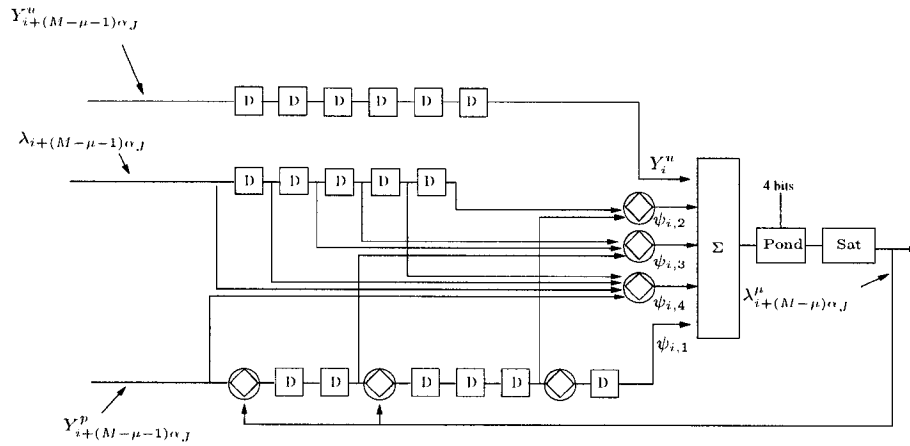 Y^u_{i+(M−μ−1)α_J}
D D D D D D
λ_{i+(M−μ−1)α_J}
D D D D D
Y^u_i
4 bits
ψ_{i,2}
ψ_{i,3}
Σ
Pond
Sat
ψ_{i,4}
λ^μ_{i+(M−μ)α_J}
ψ_{i,1}
D D D D D D
Y^p_{i+(M−μ−1)α_J}